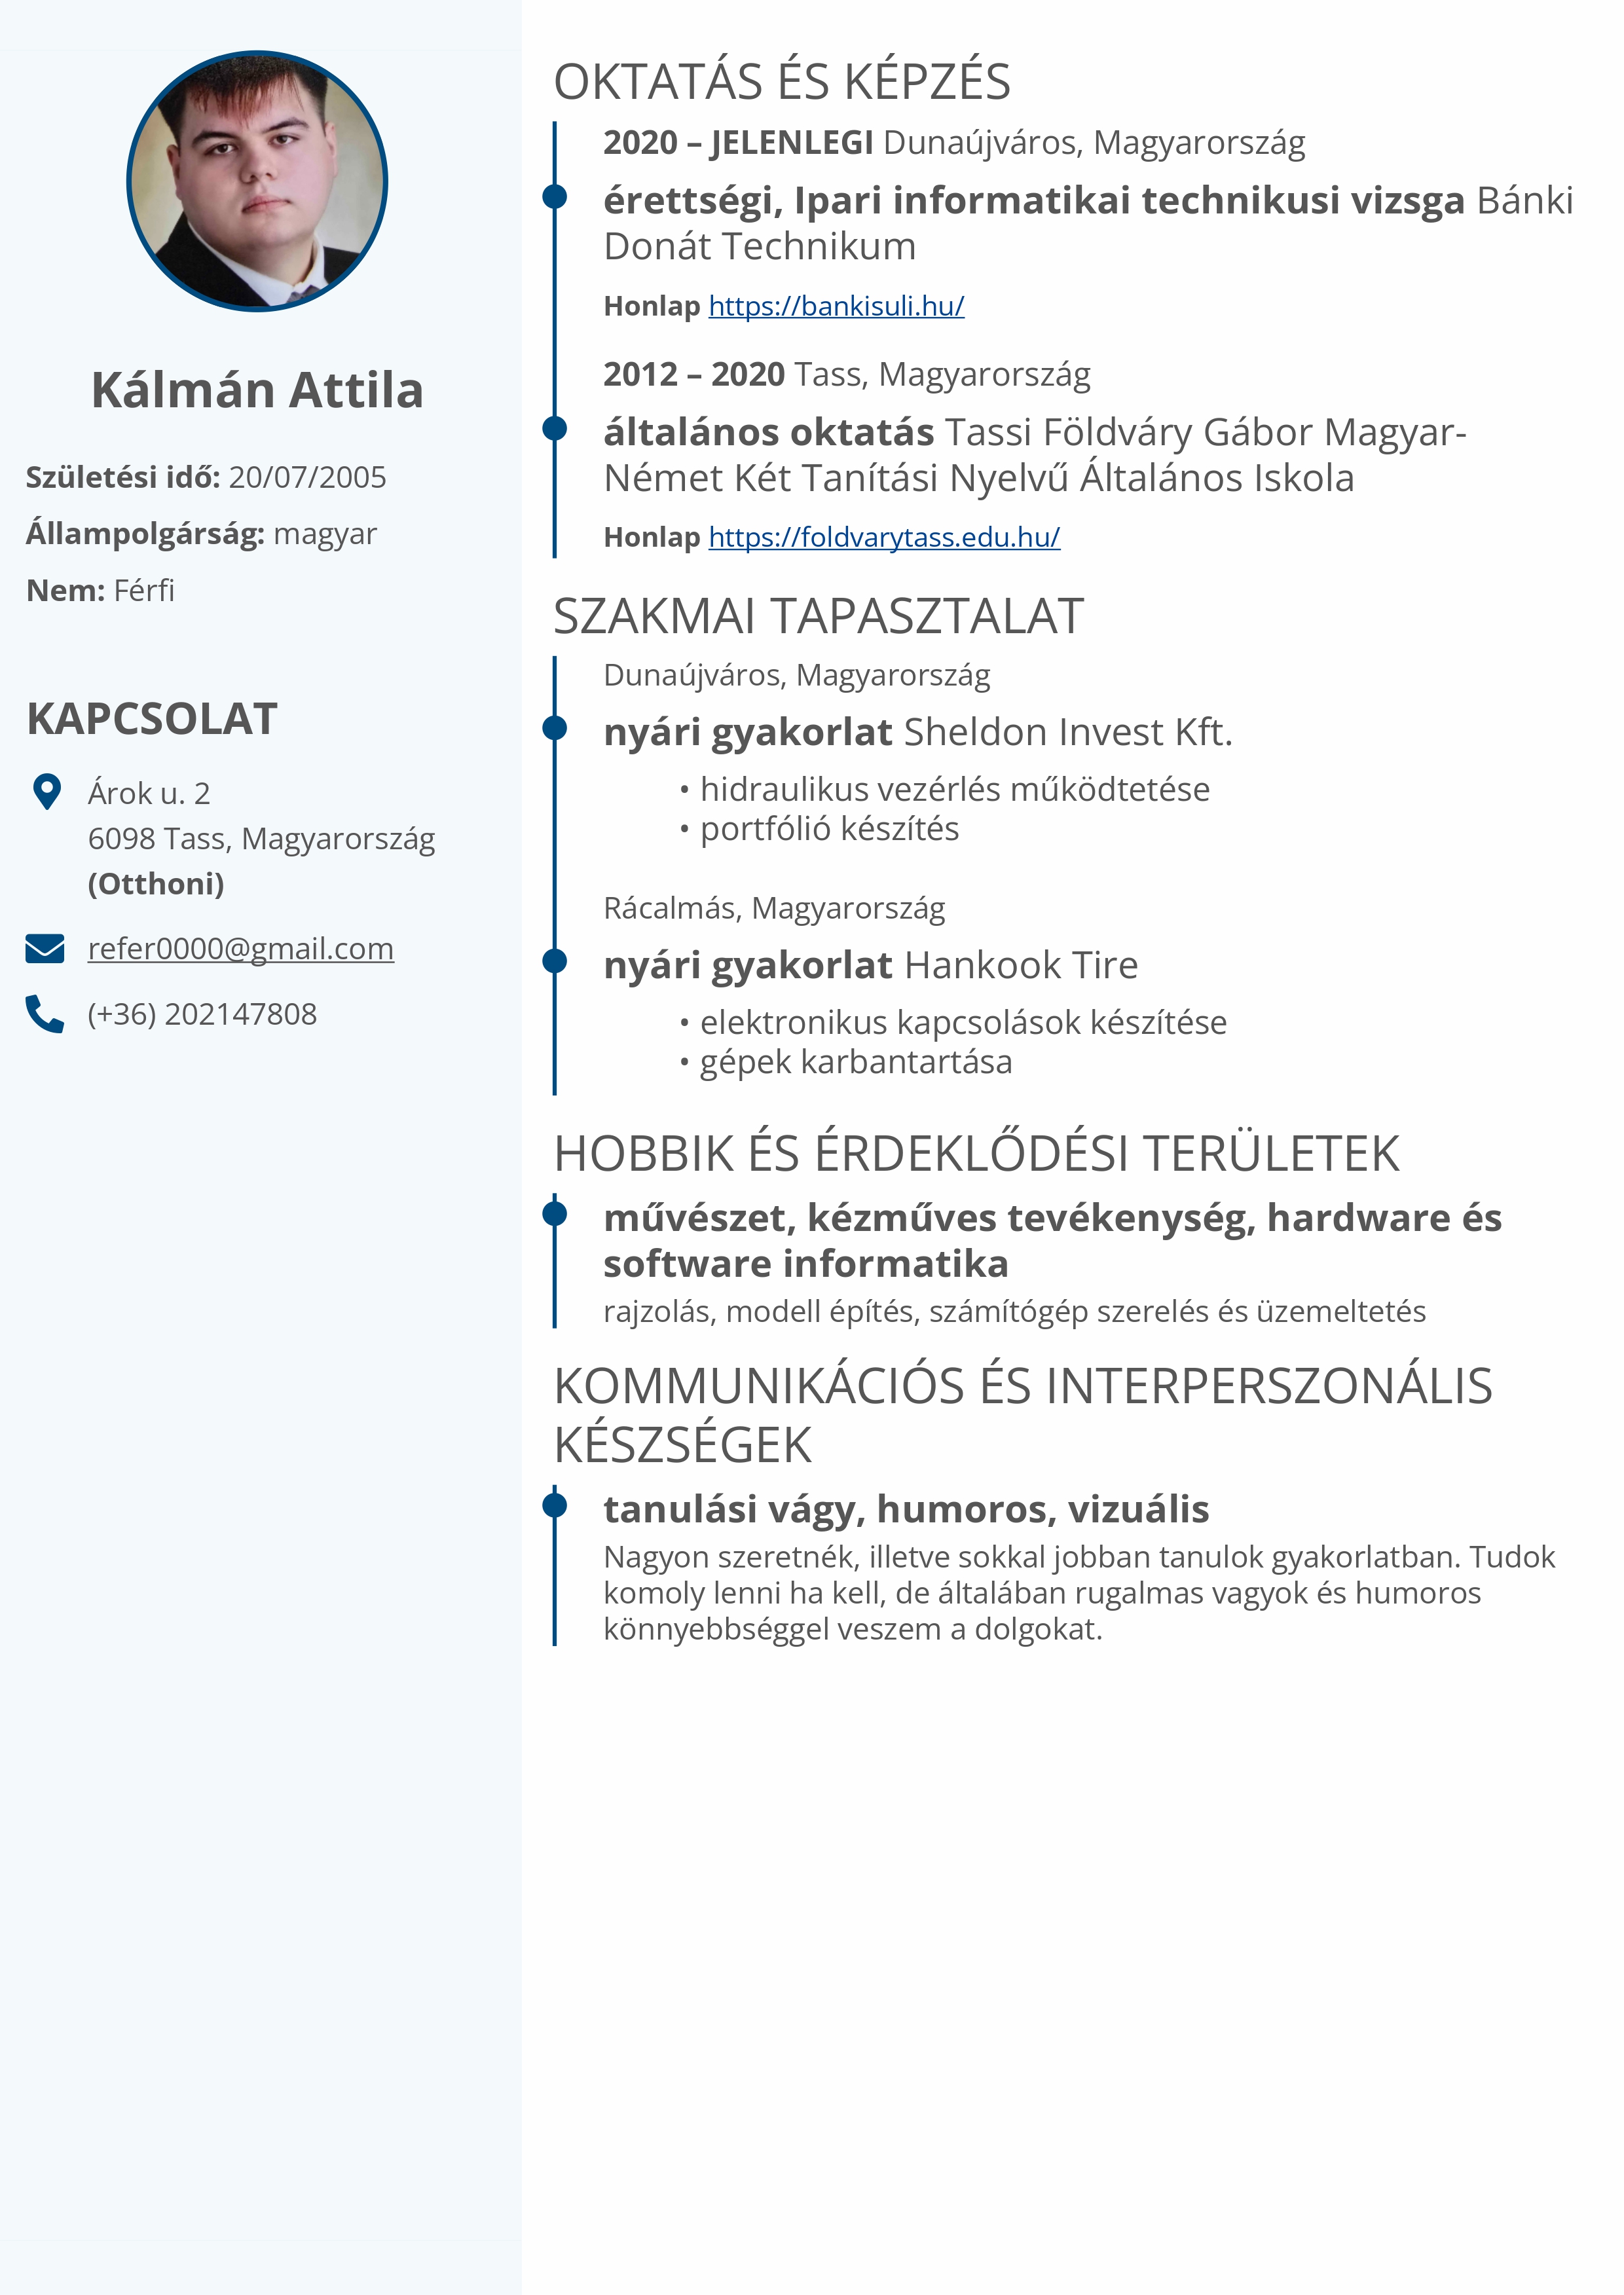 Kálmán Attila
Születési idő: 20/07/2005
Állampolgárság: magyar
Nem: Férfi
KAPCSOLAT
Árok u. 2
6098 Tass, Magyarország
(Otthoni)
refer0000@gmail.com
(+36) 202147808
OKTATÁS ÉS KÉPZÉS
2020 – JELENLEGI Dunaújváros, Magyarország
érettségi, Ipari informatikai technikusi vizsga Bánki
Donát Technikum
Honlap https://bankisuli.hu/
2012 – 2020 Tass, Magyarország
általános oktatás Tassi Földváry Gábor Magyar-
Német Két Tanítási Nyelvű Általános Iskola
Honlap https://foldvarytass.edu.hu/
SZAKMAI TAPASZTALAT
Dunaújváros, Magyarország
nyári gyakorlat Sheldon Invest Kft.
• hidraulikus vezérlés működtetése
• portfólió készítés
Rácalmás, Magyarország
nyári gyakorlat Hankook Tire
• elektronikus kapcsolások készítése
• gépek karbantartása
HOBBIK ÉS ÉRDEKLŐDÉSI TERÜLETEK
művészet, kézműves tevékenység, hardware és
software informatika
rajzolás, modell építés, számítógép szerelés és üzemeltetés
KOMMUNIKÁCIÓS ÉS INTERPERSZONÁLIS
KÉSZSÉGEK
tanulási vágy, humoros, vizuális
Nagyon szeretnék, illetve sokkal jobban tanulok gyakorlatban. Tudok
komoly lenni ha kell, de általában rugalmas vagyok és humoros
könnyebbséggel veszem a dolgokat.